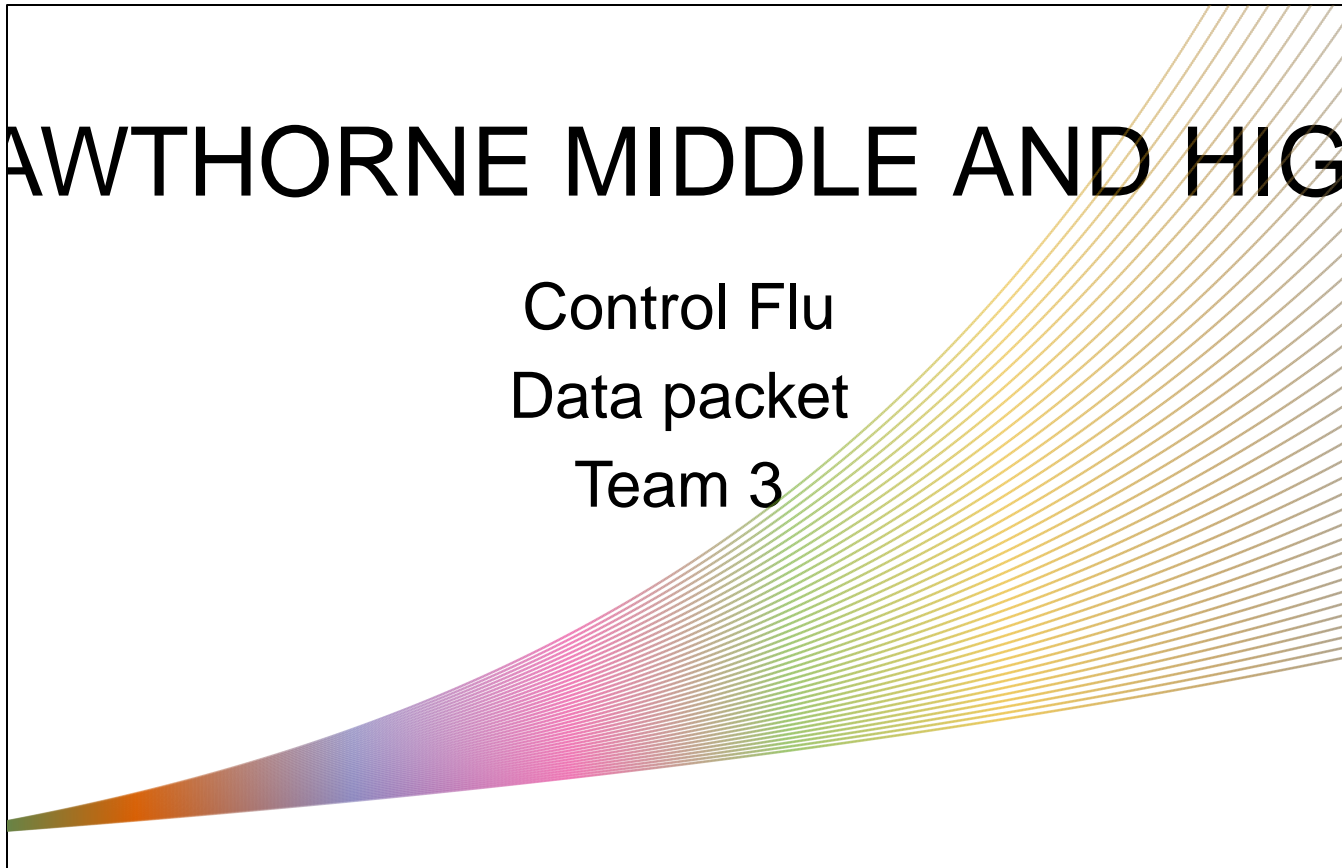 AWTHORNE MIDDLE AND HIG
Control Flu
Data packet
Team 3